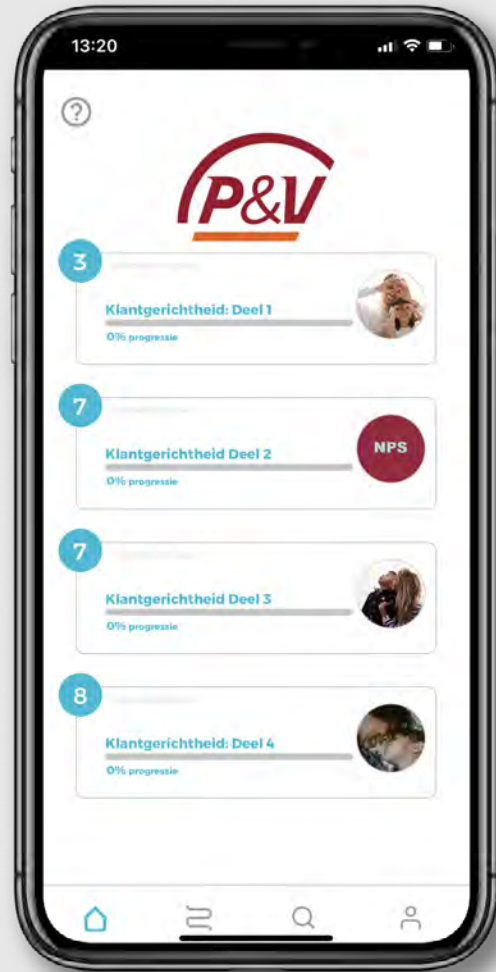 13:20
P&V
3
Klantgerichtheid: Deel 1
0% progressie
7
Klantgerichtheid Deel 2
0% progressie
NPS
7
Klantgerichtheid Deel 3
0% progressie
8
Klantgerichtheid: Deel 4
0% progressie